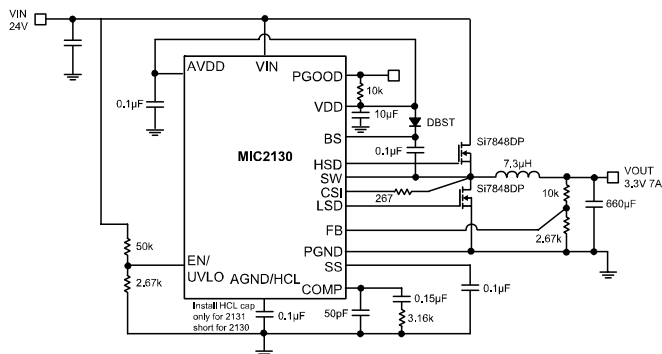 VIN
24V
AVDD
VIN
PGOOD
10k
VDD
10µF
DBST
0.1µF
BS
0.1µF
Si7848DP
MIC2130
HSD
SW
7.3µH
VOUT
3.3V 7A
CSI
267
Si7848DP
10k
LSD
660µF
FB
2.67k
50k
PGND
EN/
UVLO
SS
AGND/HCL
2.67k
COMP
0.15µF
0.1µF
Install HCL cap
only for 2131
short for 2130
0.1µF
50pF
3.16k